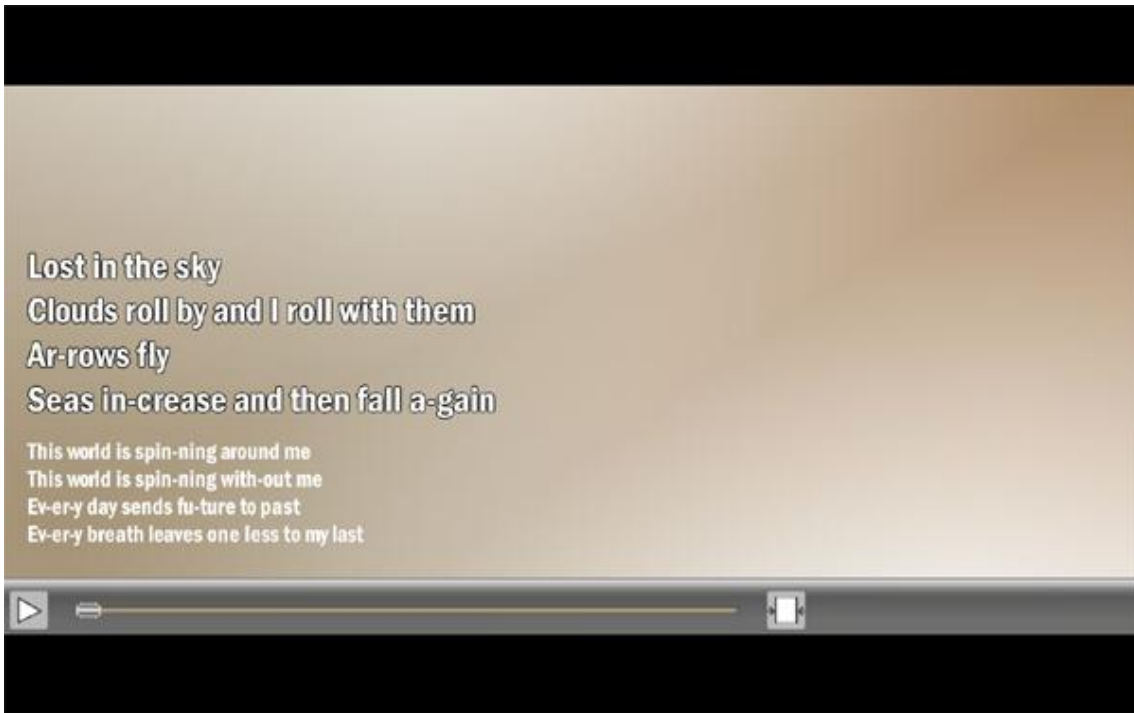 Lost in the sky
Clouds roll by and I roll with them
Ar-rows fly
Seas in-crease and then fall a-gain
This world is spin-ning around me
This world is spin-ning with-out me
Ev-er-y day sends fu-ture to past
Ev-er-y breath leaves one less to my last